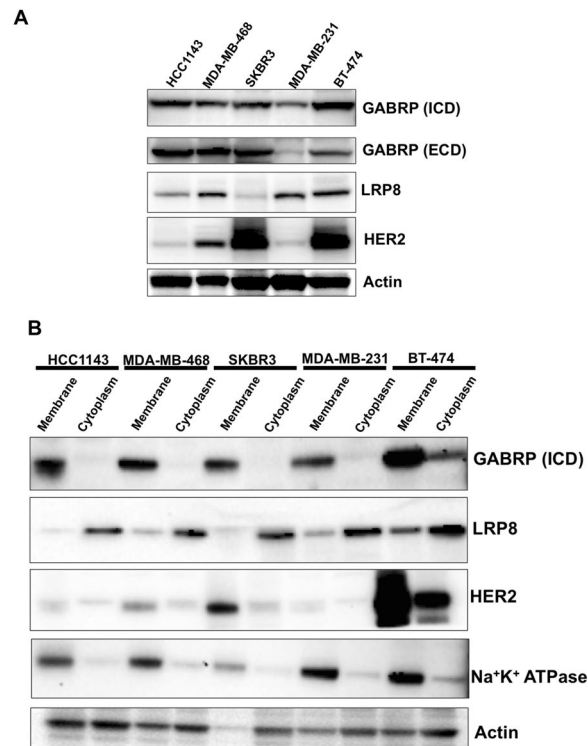 A
HCC1143
MDA-MB-468
SKBR3
MDA-MB-231
BT-474
GABRP (ICD)
GABRP (ECD)
LRP8
HER2
Actin
B
HCC1143 MDA-MB-468 SKBR3 MDA-MB-231 BT-474
Membrane Cytoplasm Membrane Cytoplasm Membrane Cytoplasm Membrane Cytoplasm Membrane Cytoplasm
GABRP (ICD)
LRP8
HER2
Na⁺K⁺ ATPase
Actin